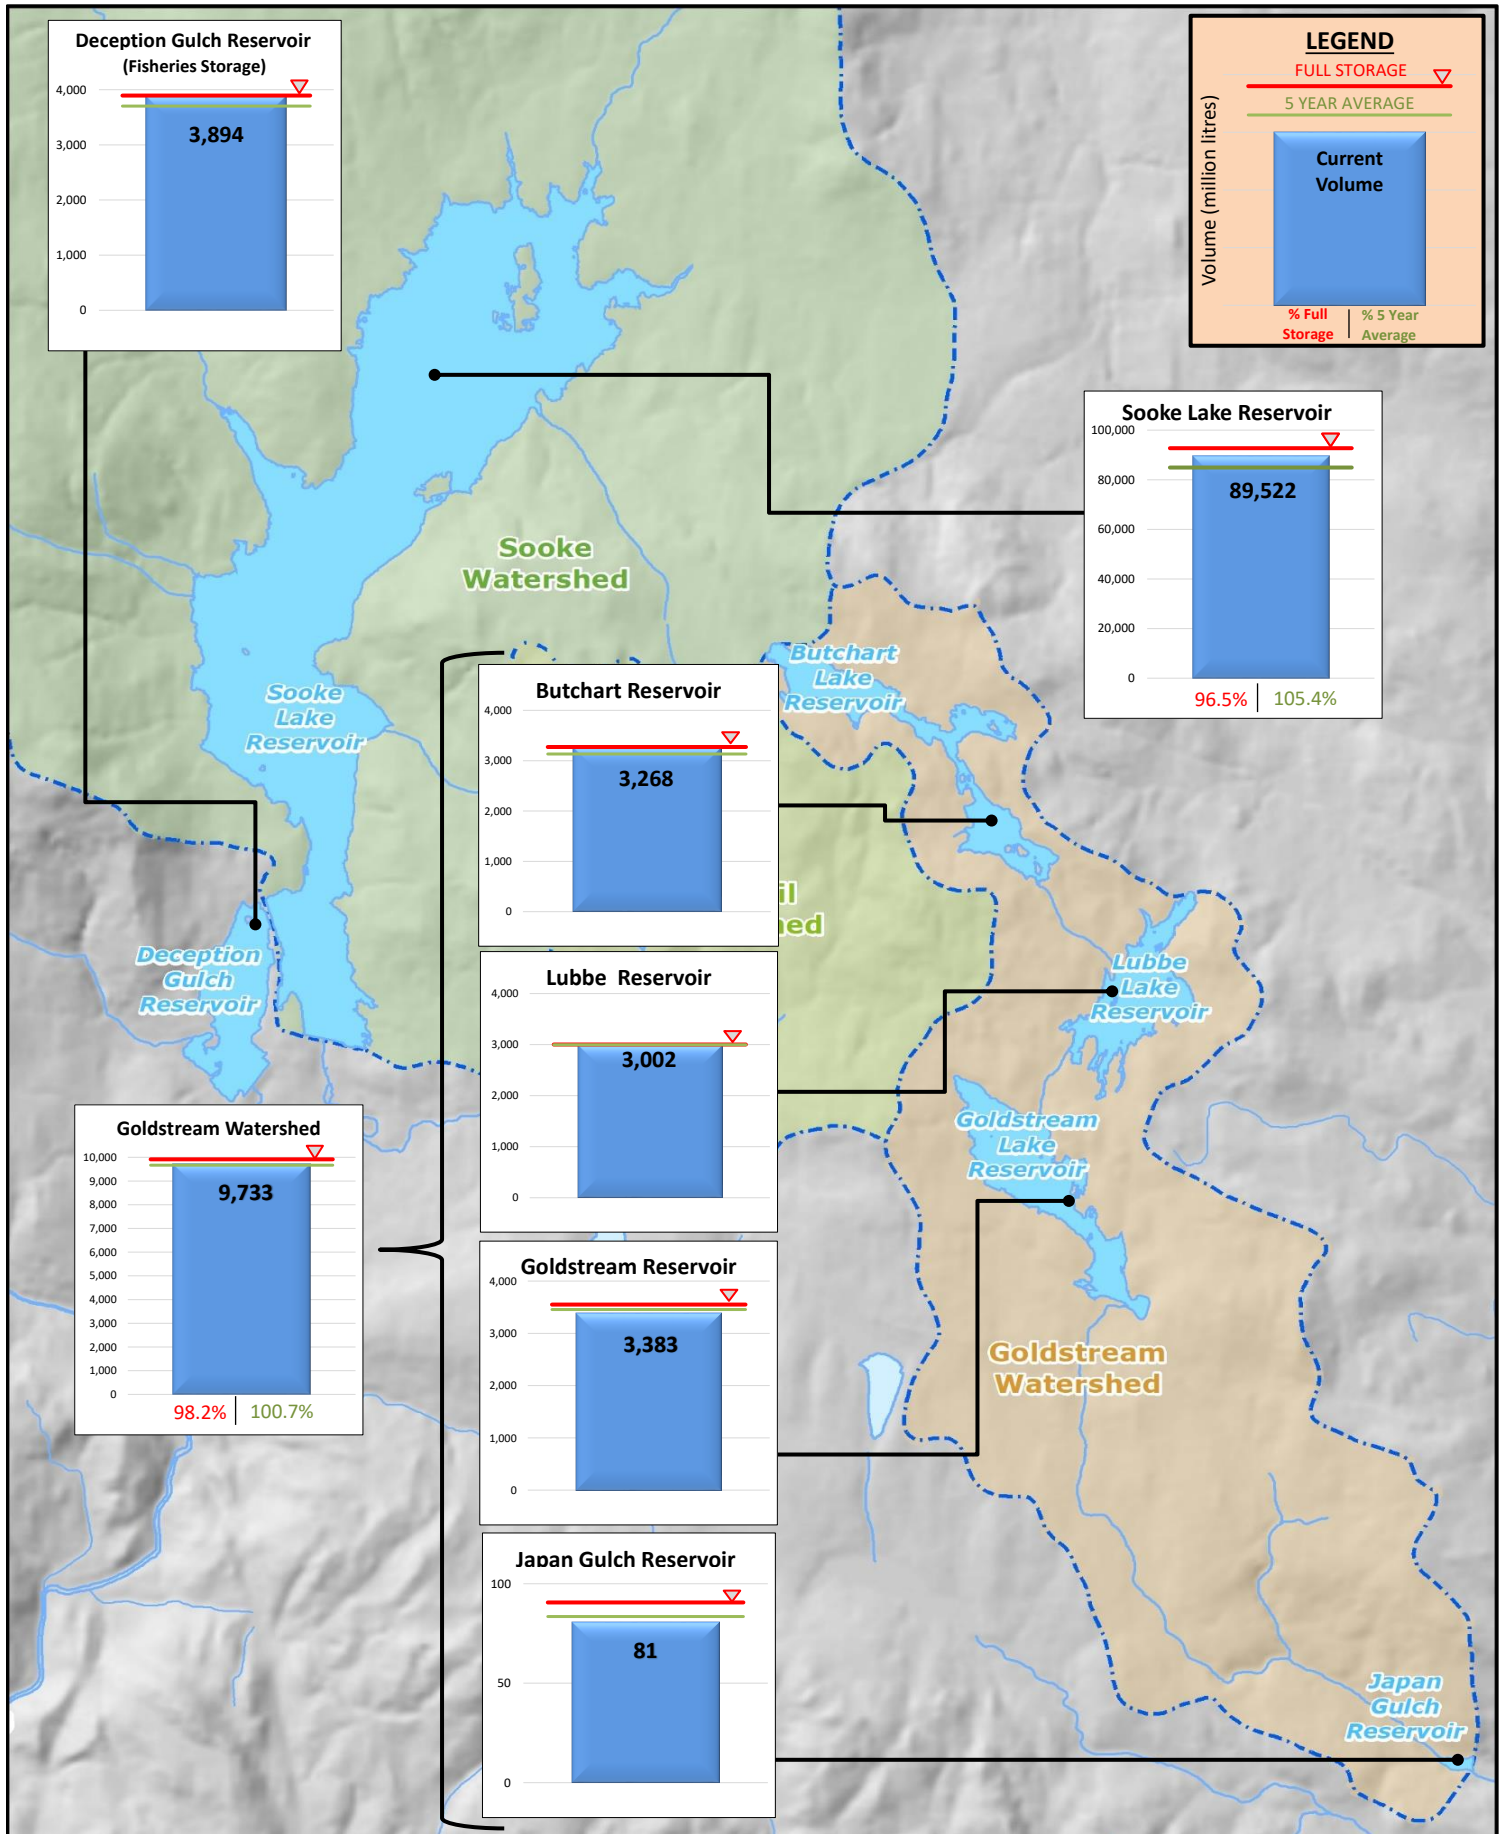 Deception Gulch Reservoir
(Fisheries Storage)
4,000
3,000
2,000
1,000
0
3,894
LEGEND
FULL STORAGE
5 YEAR AVERAGE
Volume (million litres)
Current
Volume
% Full
Storage
% 5 Year
Average
Sooke Lake Reservoir
100,000
80,000
60,000
40,000
20,000
0
89,522
96.5%
105.4%
Sooke
Watershed
Sooke
Lake
Reservoir
Butchart
Lake
Reservoir
Butchart Reservoir
4,000
3,000
2,000
1,000
0
3,268
il
ed
Deception
Gulch
Reservoir
Lubbe
Lake
Reservoir
Lubbe Reservoir
4,000
3,000
2,000
1,000
0
3,002
Goldstream Watershed
10,000
9,000
8,000
7,000
6,000
5,000
4,000
3,000
2,000
1,000
0
9,733
98.2%
100.7%
Goldstream
Lake
Reservoir
Goldstream Reservoir
4,000
3,000
2,000
1,000
0
3,383
Goldstream
Watershed
Japan Gulch Reservoir
100
50
0
81
Japan
Gulch
Reservoir